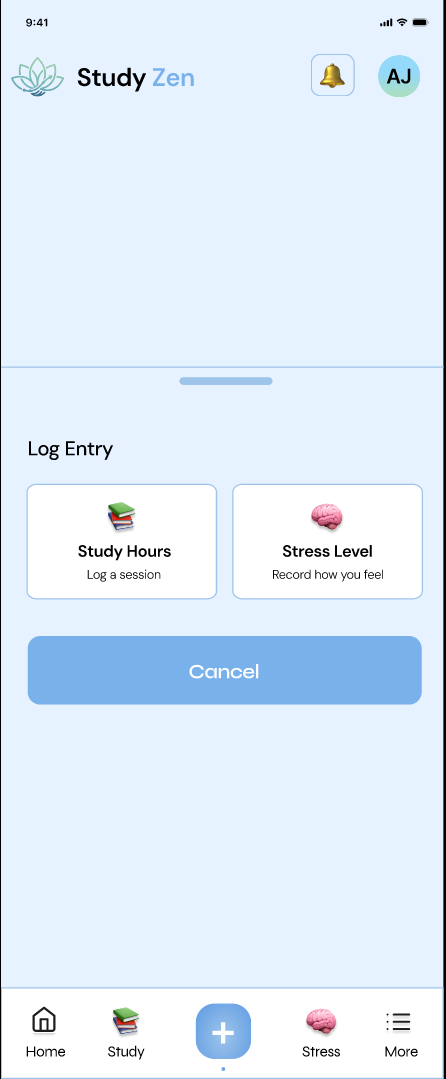 9:41
Study Zen
AJ
Log Entry
Study Hours
Log a session
Stress Level
Record how you feel
Cancel
Home
Study
Stress
More